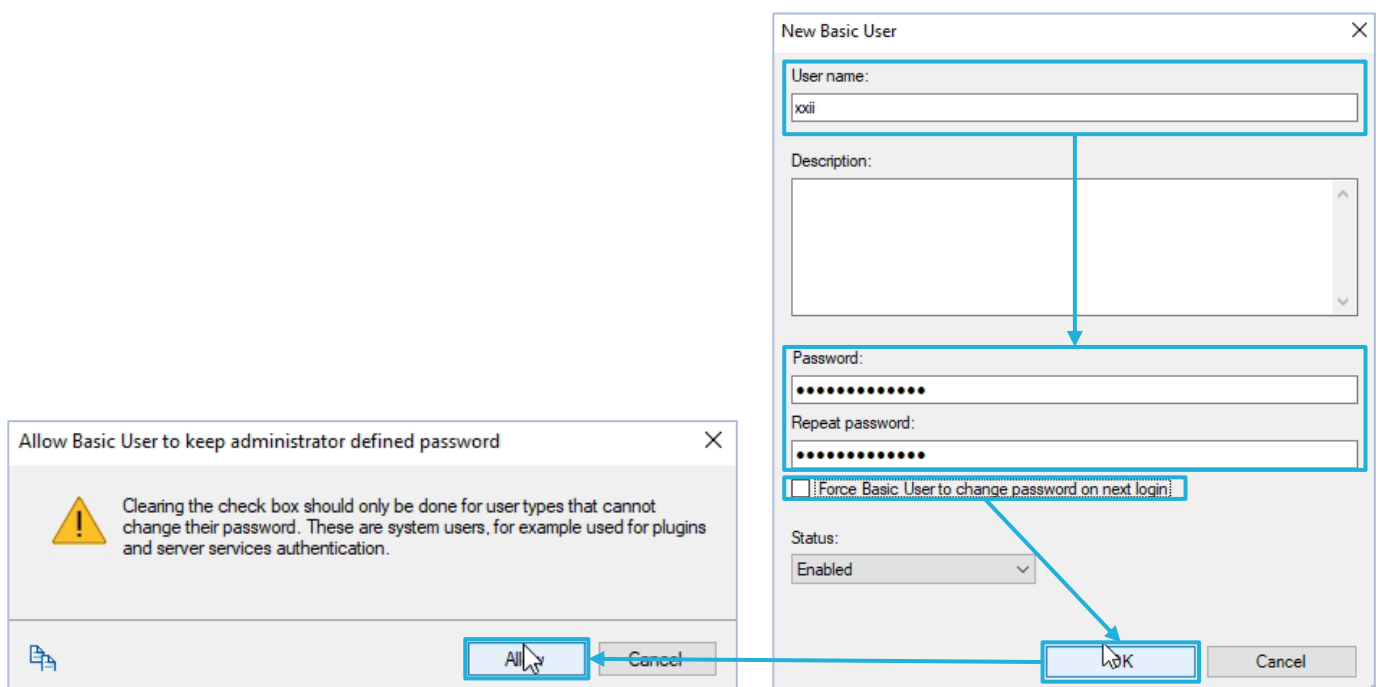 New Basic User
User name:
xxii
Description:
Password:
•••••••••••••
Repeat password:
•••••••••••••
Force Basic User to change password on next login
Status:
Enabled
OK
Cancel
Allow Basic User to keep administrator defined password
Clearing the check box should only be done for user types that cannot
change their password. These are system users, for example used for plugins
and server services authentication.
Allow
Cancel